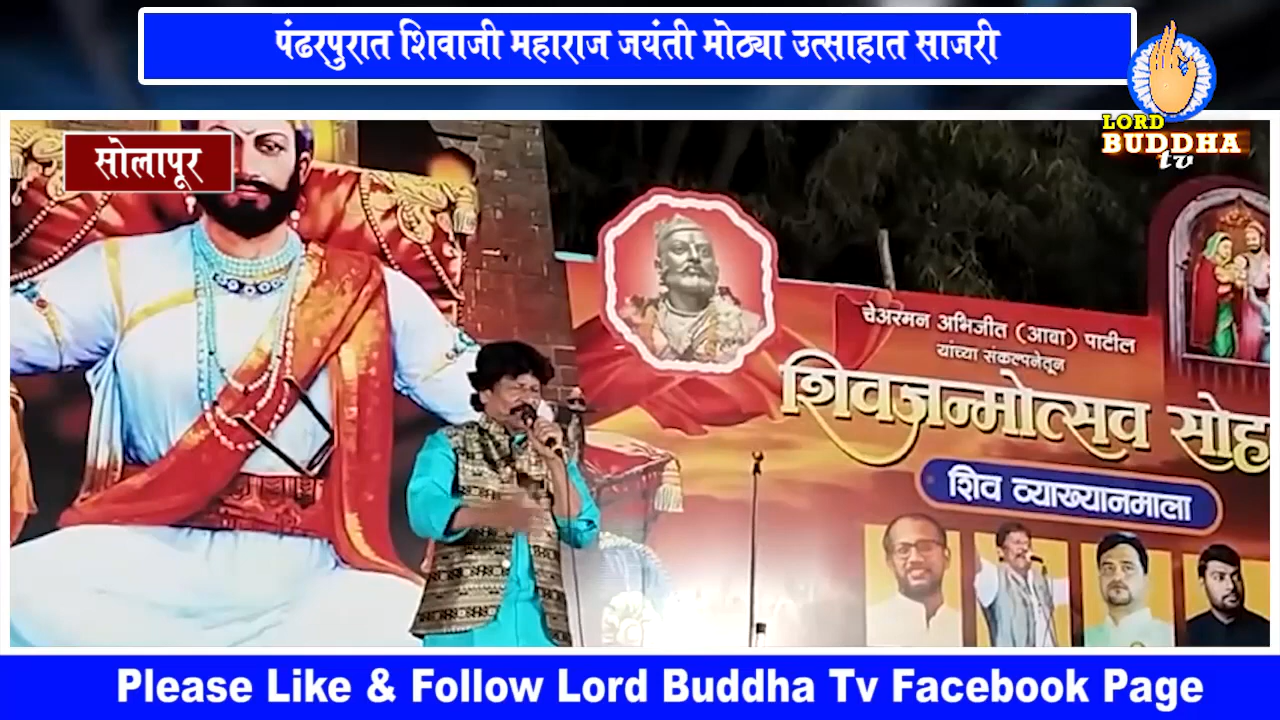 पंढरपुरात शिवाजी महाराज जयंती मोठ्या उत्साहात साजरी
LORD
BUDDHA
tv
सोलापूर
चेअरमन अभिजीत (आबा) पाटील
यांच्या संकल्पनेतून
शिवजन्मोत्सव सोह
शिव व्याख्यानमाला
Please Like & Follow Lord Buddha Tv Facebook Page